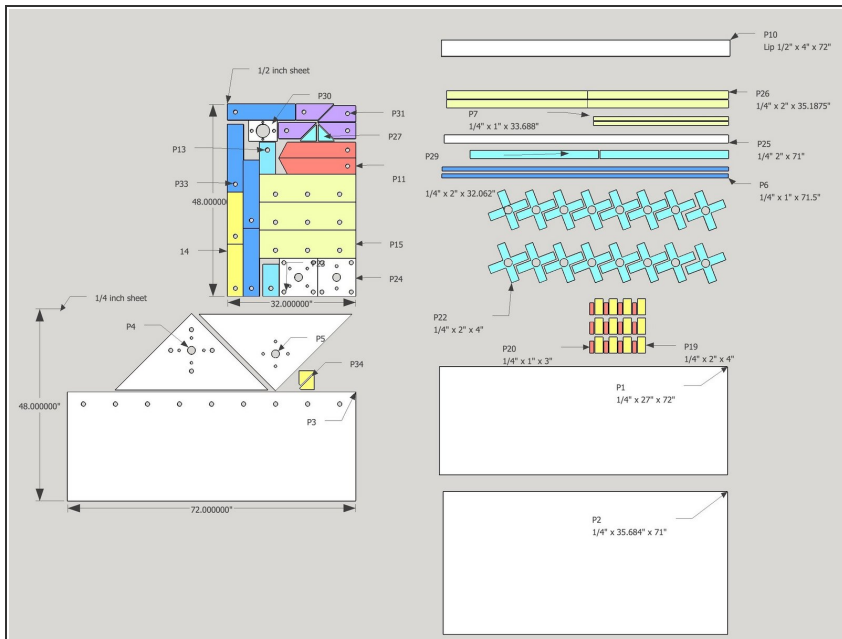 P10
Lip 1/2" x 4" x 72"
1/2 inch sheet
P30
P31
P27
P13
P11
P33
48.00000"
14
P15
P24
32.000000"
P26
1/4" x 2" x 35.1875"
P7
1/4" x 1" x 33.688"
P25
P29
1/4" 2" x 71"
P6
1/4" x 1" x 71.5"
1/4" x 2" x 32.062"
P22
1/4" x 2" x 4"
P20
1/4" x 1" x 3"
P19
1/4" x 2" x 4"
1/4 inch sheet
P4
P5
P34
48.000000"
P3
72.000000"
P1
1/4" x 27" x 72"
P2
1/4" x 35.684" x 71"